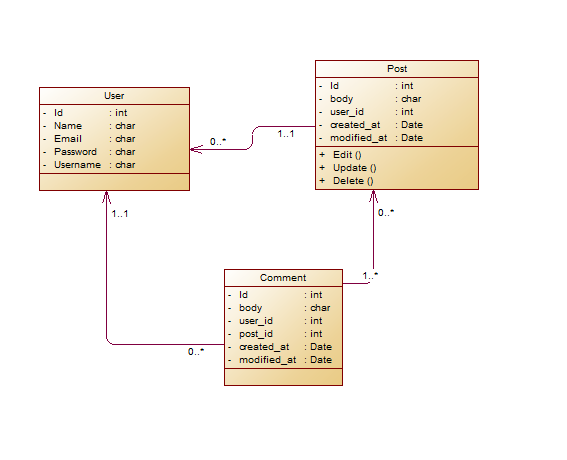 User
- Id : int
- Name : char
- Email : char
- Password : char
- Username : char
Post
- Id : int
- body : char
- user_id : int
- created_at : Date
- modified_at : Date
+ Edit ()
+ Update ()
+ Delete ()
0..*
1..1
1..1
0..*
1..*
0..*
Comment
- Id : int
- body : char
- user_id : int
- post_id : int
- created_at : Date
- modified_at : Date